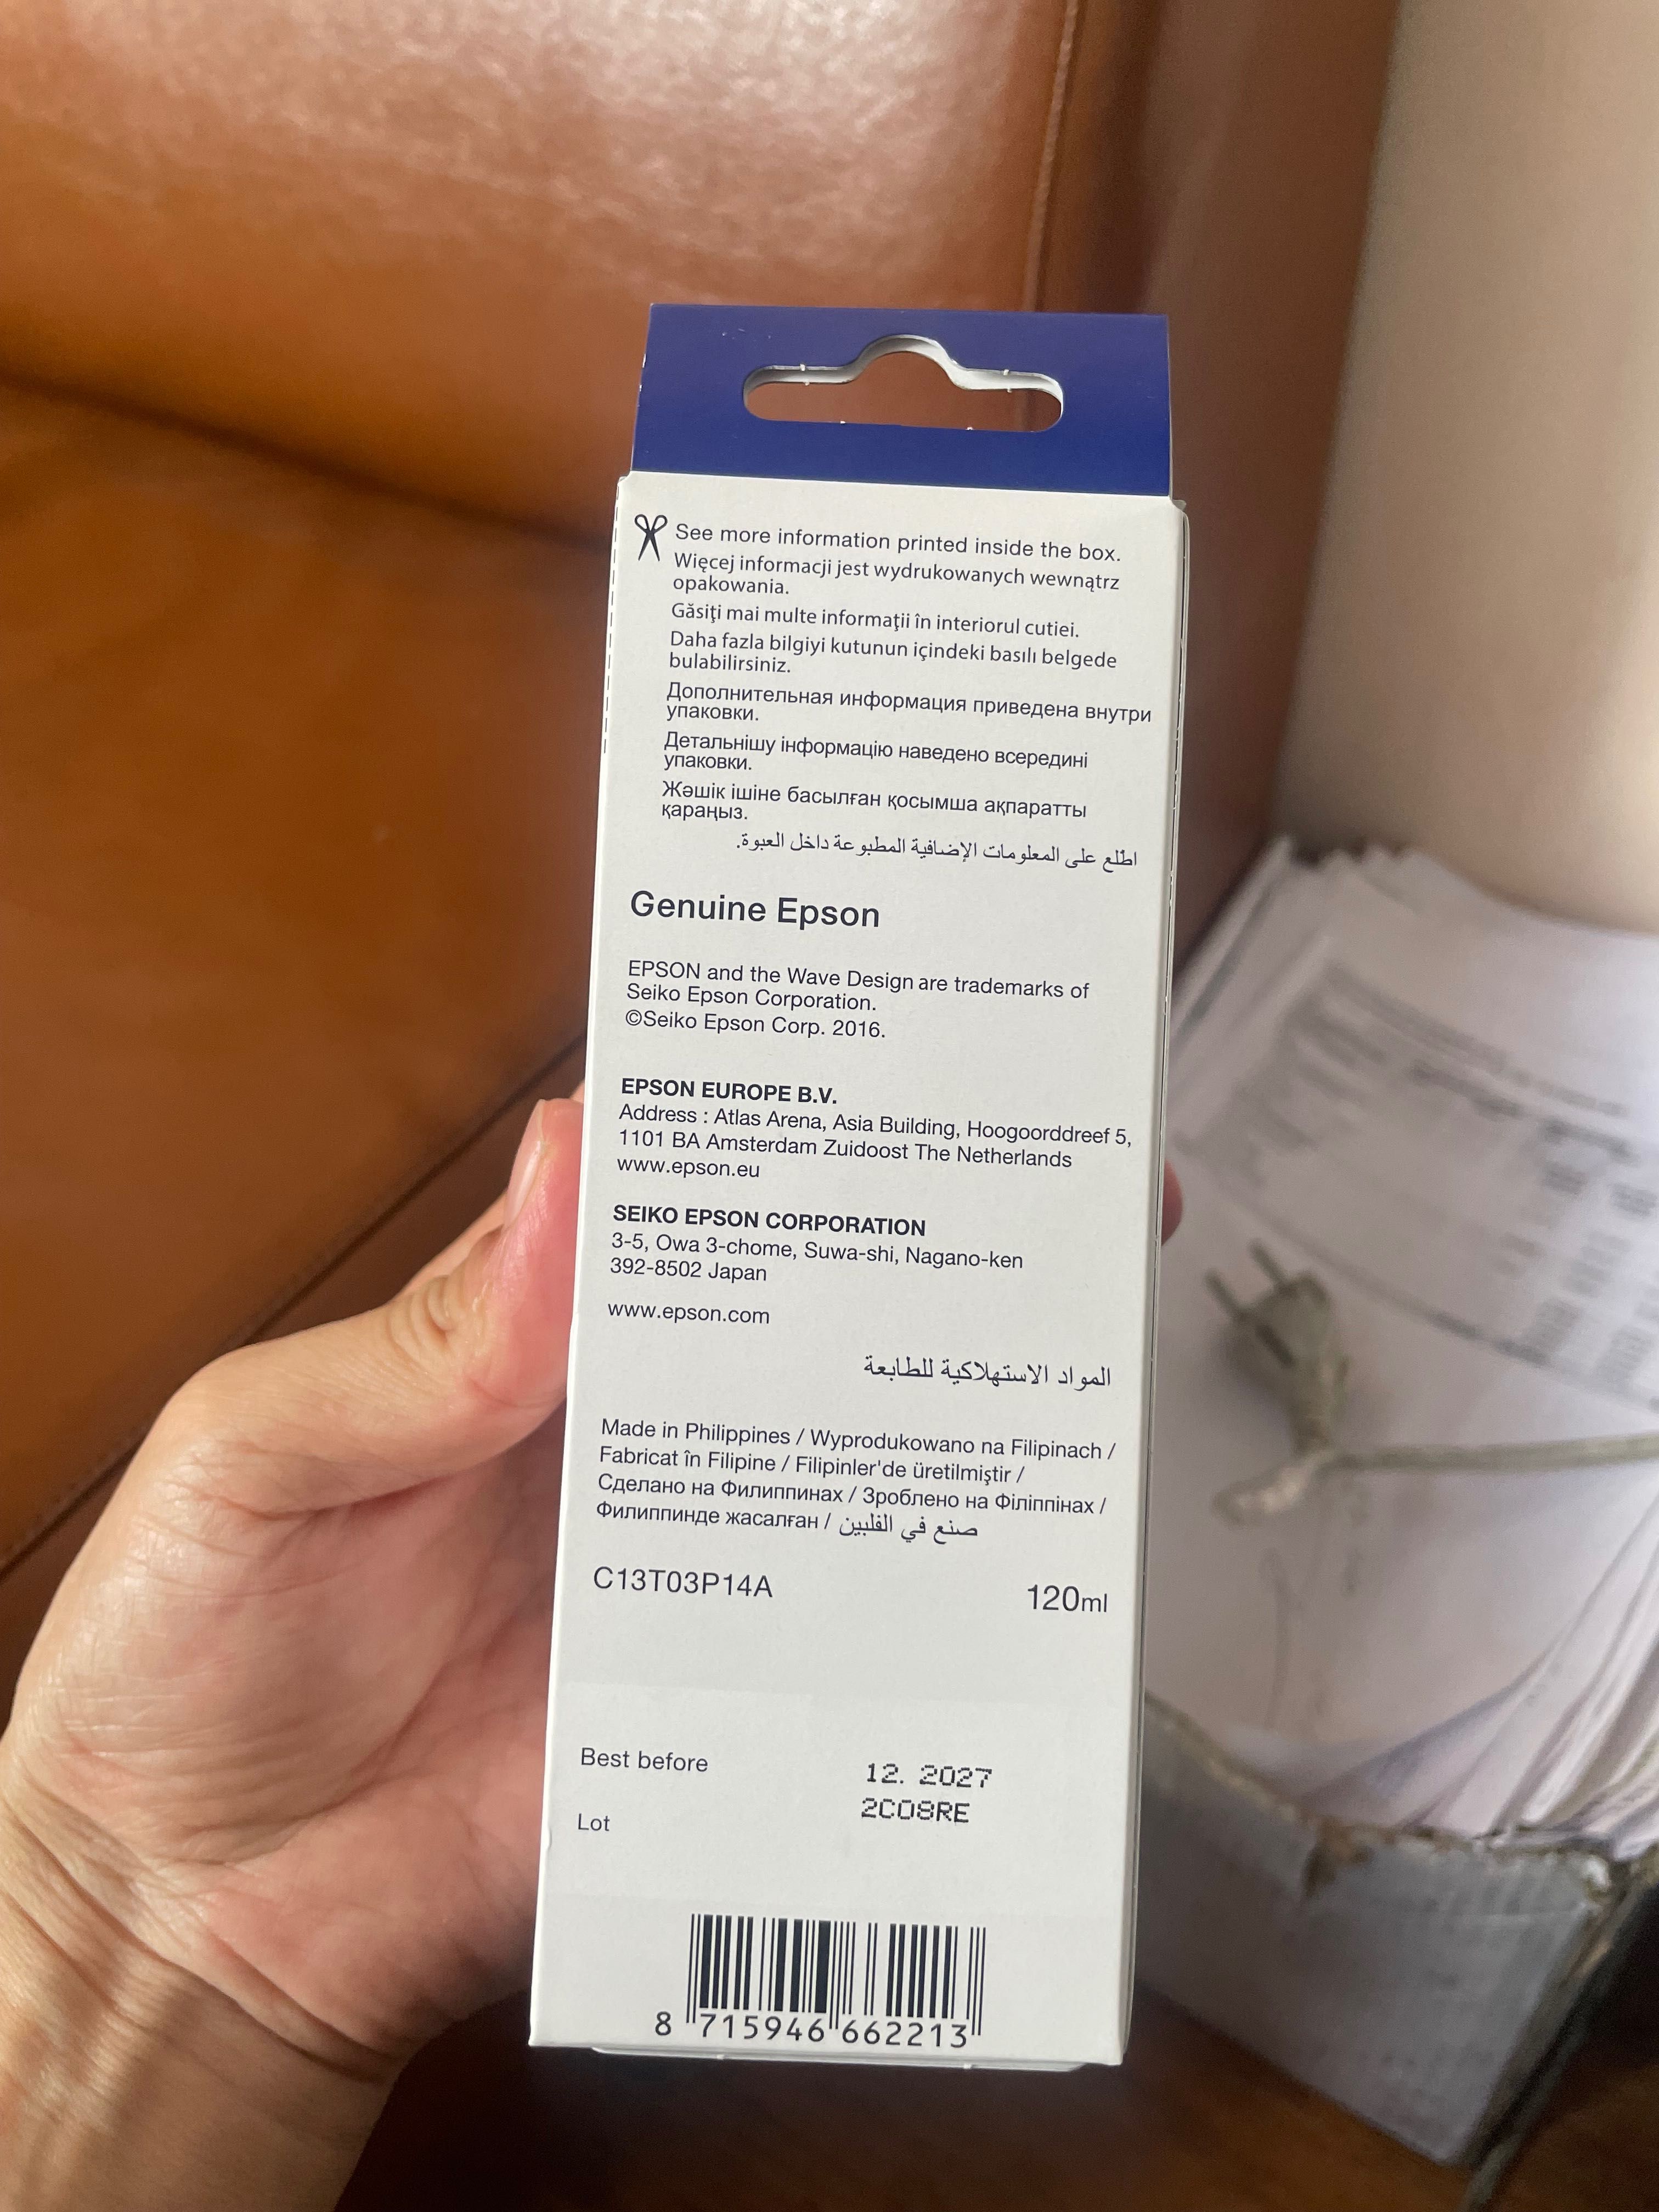 See more information printed inside the box.
Więcej informacji jest wydrukowanych wewnątrz
opakowania.
Găsiţi mai multe informaţii în interiorul cutiei.
Daha fazla bilgiyi kutunun içindeki basılı belgede
bulabilirsiniz.
Дополнительная информация приведена внутри
упаковки.
Детальнішу інформацію наведено всередині
упаковки.
Жәшік ішіне басылған қосымша ақпаратты
қараңыз.
اطّلع على المعلومات الإضافية المطبوعة داخل العبوة.
Genuine Epson
EPSON and the Wave Design are trademarks of
Seiko Epson Corporation.
©Seiko Epson Corp. 2016.
EPSON EUROPE B.V.
Address : Atlas Arena, Asia Building, Hoogoorddreef 5,
1101 BA Amsterdam Zuidoost The Netherlands
www.epson.eu
SEIKO EPSON CORPORATION
3-5, Owa 3-chome, Suwa-shi, Nagano-ken
392-8502 Japan
www.epson.com
المواد الاستهلاكية للطابعة
Made in Philippines / Wyprodukowano na Filipinach /
Fabricat în Filipine / Filipinler'de üretilmiştir /
Сделано на Филиппинах / Зроблено на Філіппінах /
Филиппинде жасалған / صنع في الفلبين
C13T03P14A 120ml
Best before 12. 2027
2C08RE
Lot
8 715946 662213